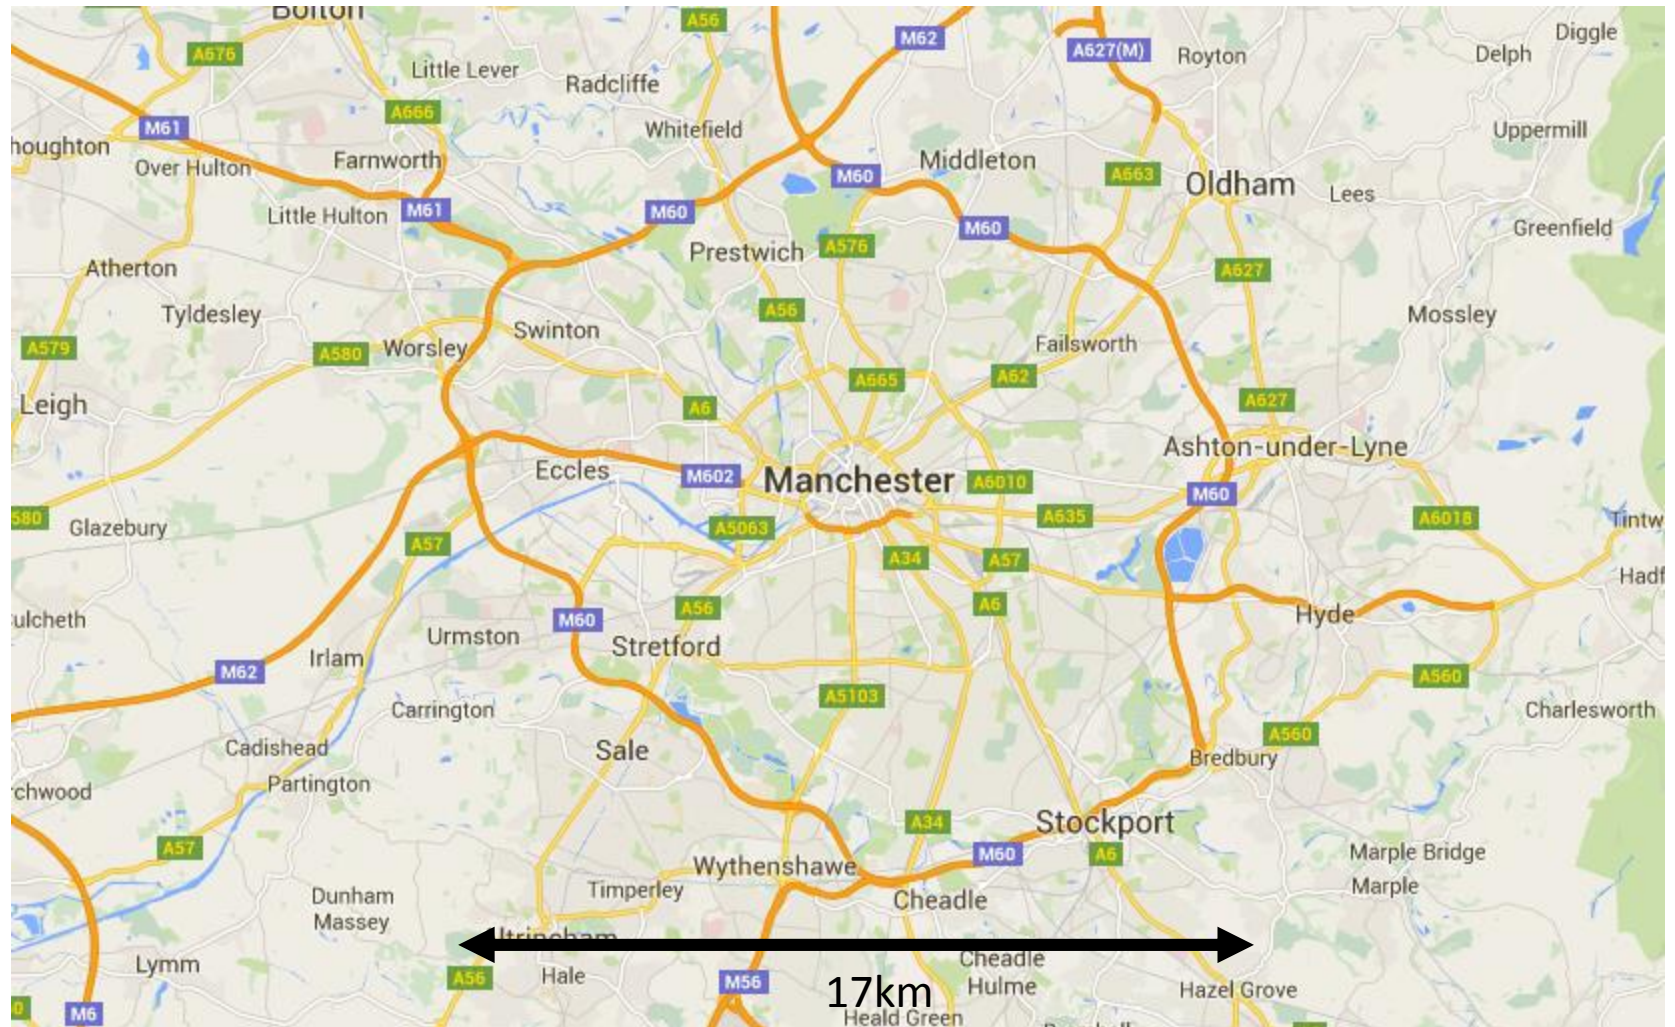 Bolton
A56
M62
A627(M)
Diggle
A676
Little Lever
Radcliffe
Royton
Delph
A666
M61
Whitefield
Uppermill
houghton
Over Hulton
Farnworth
M60
Middleton
A663
Oldham
Lees
Little Hulton
M61
M60
M60
Greenfield
Prestwich
A576
Atherton
A627
Tyldesley
A56
Swinton
Mossley
A579
A580
Worsley
Failsworth
A665
A62
Leigh
A6
A627
Ashton-under-Lyne
Eccles
M602
Manchester
A6010
M60
580
Glazebury
A5063
A635
A6018
Tintw
A57
A34
A57
Hadf
ulcheth
Urmston
M60
A56
A6
Hyde
Stretford
Irlam
M62
A5103
A560
Carrington
Charlesworth
Cadishead
Sale
A560
Bredbury
Partington
rchwood
A34
Stockport
A57
M60
A6
Marple Bridge
Wythenshawe
Marple
Timperley
Dunham
Massey
Cheadle
ltrincham
Lymm
A56
Hale
M56
17km
Cheadle
Hulme
Hazel Grove
0
M6
Heald Green